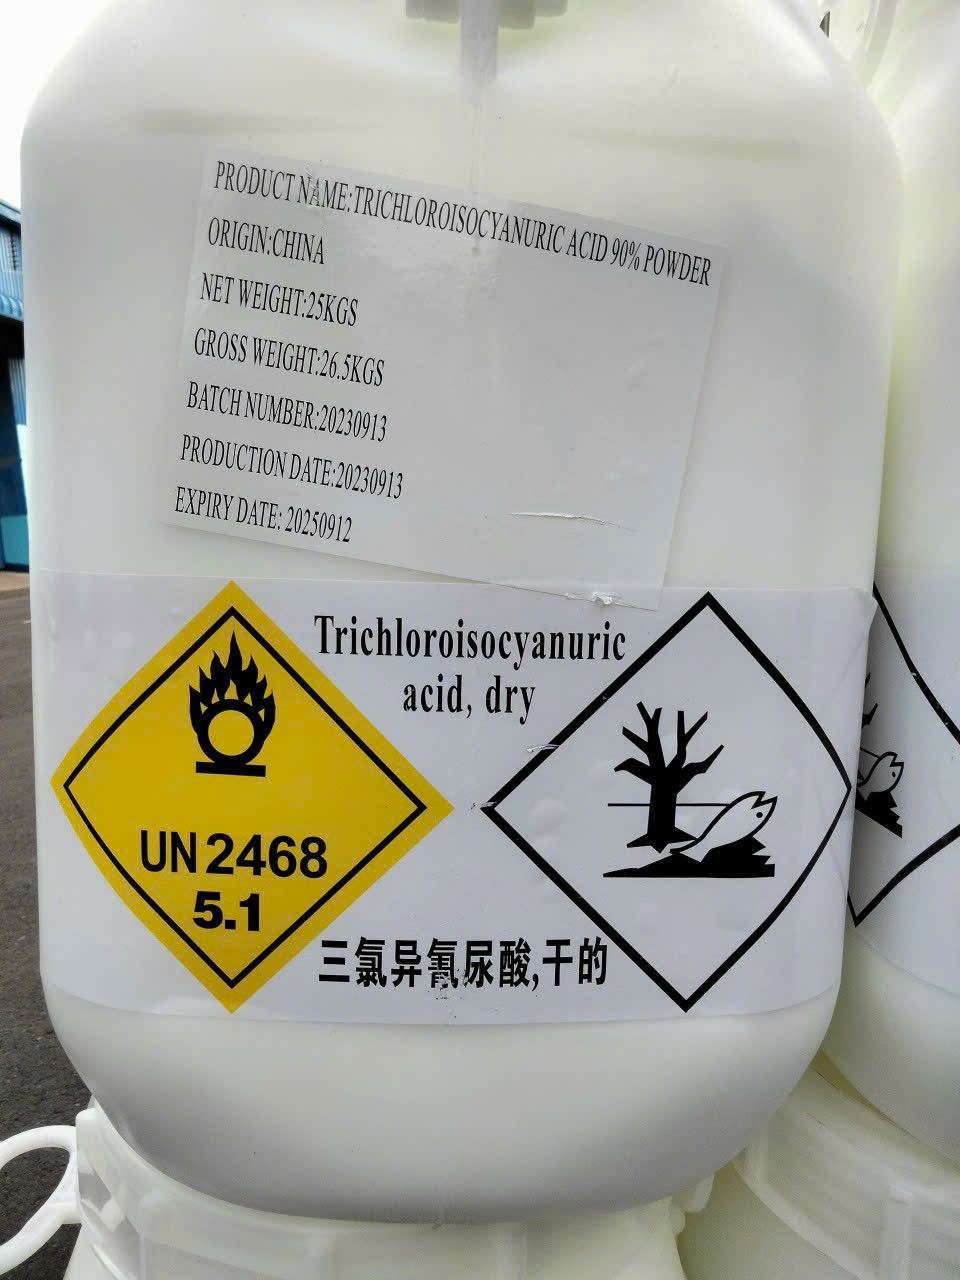 PRODUCT NAME:TRICHLOROISOCYANURIC ACID 90% POWDER
ORIGIN:CHINA
NET WEIGHT:25KGS
GROSS WEIGHT:26.5KGS
BATCH NUMBER:20230913
PRODUCTION DATE:20230913
EXPIRY DATE: 20250912
Trichloroisocyanuric
acid, dry
UN 2468
5.1
三氯异氰尿酸,干的